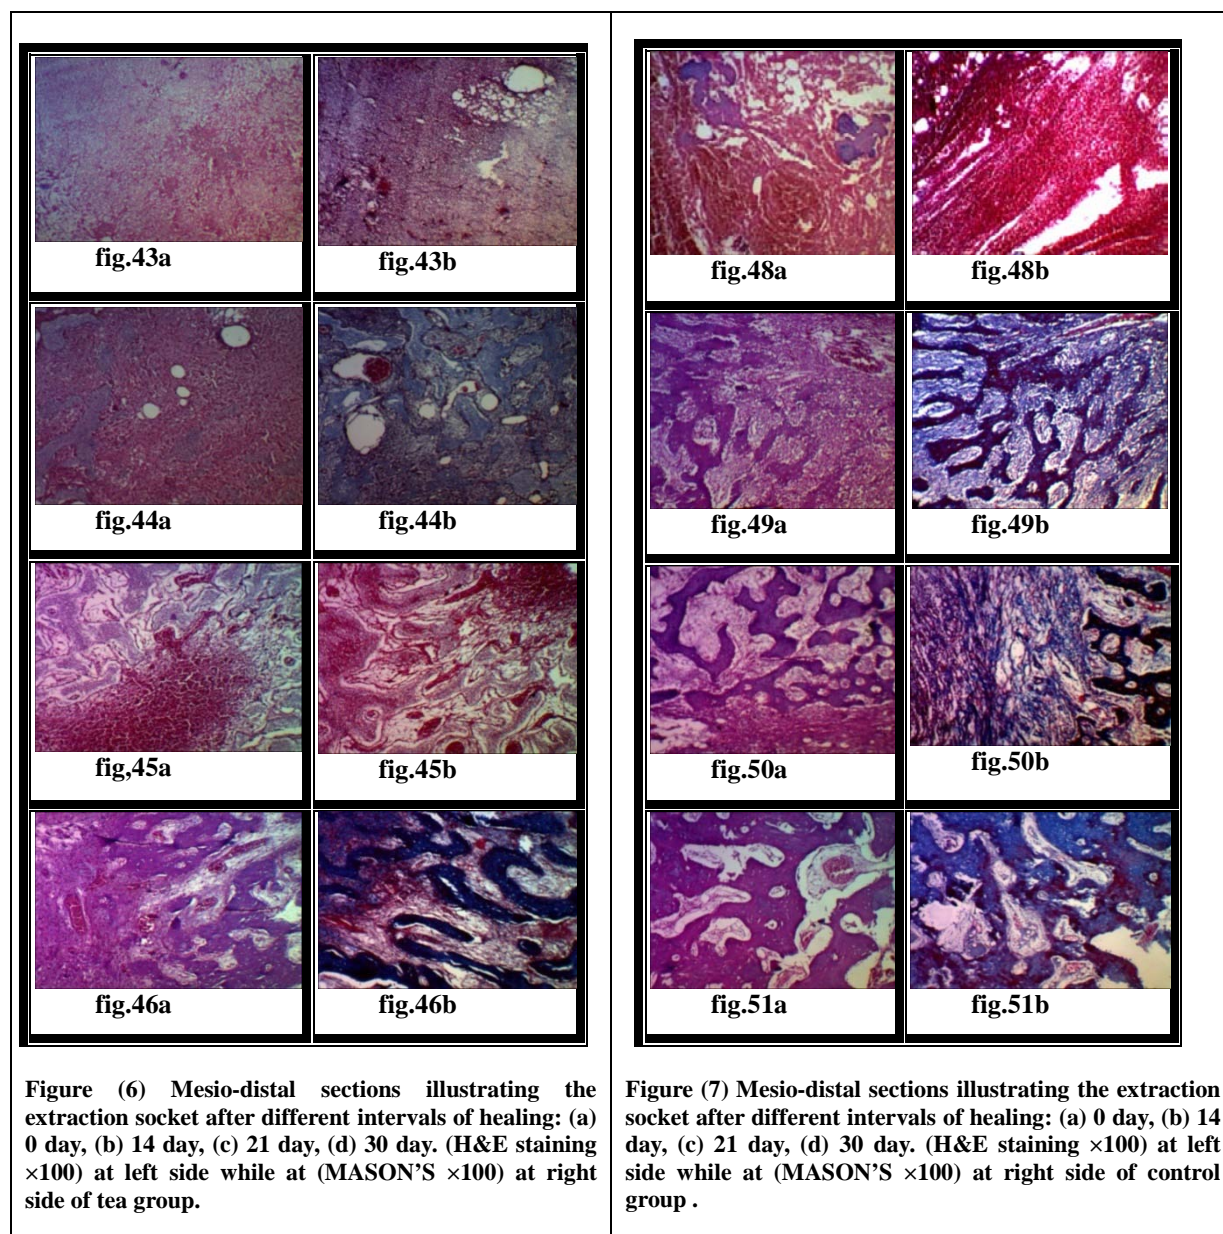 fig.43a
fig.43b
fig.44a
fig.44b
fig,45a
fig.45b
fig.46a
fig.46b
Figure (6) Mesio-distal sections illustrating the
extraction socket after different intervals of healing: (a)
0 day, (b) 14 day, (c) 21 day, (d) 30 day. (H&E staining
×100) at left side while at (MASON'S ×100) at right
side of tea group.
fig.48a
fig.48b
fig.49a
fig.49b
fig.50a
fig.50b
fig.51a
fig.51b
Figure (7) Mesio-distal sections illustrating the extraction
socket after different intervals of healing: (a) 0 day, (b) 14
day, (c) 21 day, (d) 30 day. (H&E staining ×100) at left
side while at (MASON'S ×100) at right side of control
group .